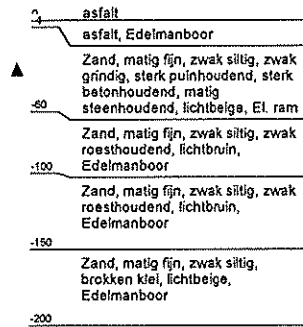 0 asfalt
-4
asfalt, Edelmanboor
Zand, matig fijn, zwak siltig, zwak
grindig, sterk puinhoudend, sterk
betonhoudend, matig
steenhoudend, lichtbeige, El. ram
-60
Zand, matig fijn, zwak siltig, zwak
roesthoudend, lichtbruin,
Edelmanboor
-100
Zand, matig fijn, zwak siltig, zwak
roesthoudend, lichtbruin,
Edelmanboor
-150
Zand, matig fijn, zwak siltig,
brokken klei, lichtbeige,
Edelmanboor
-200